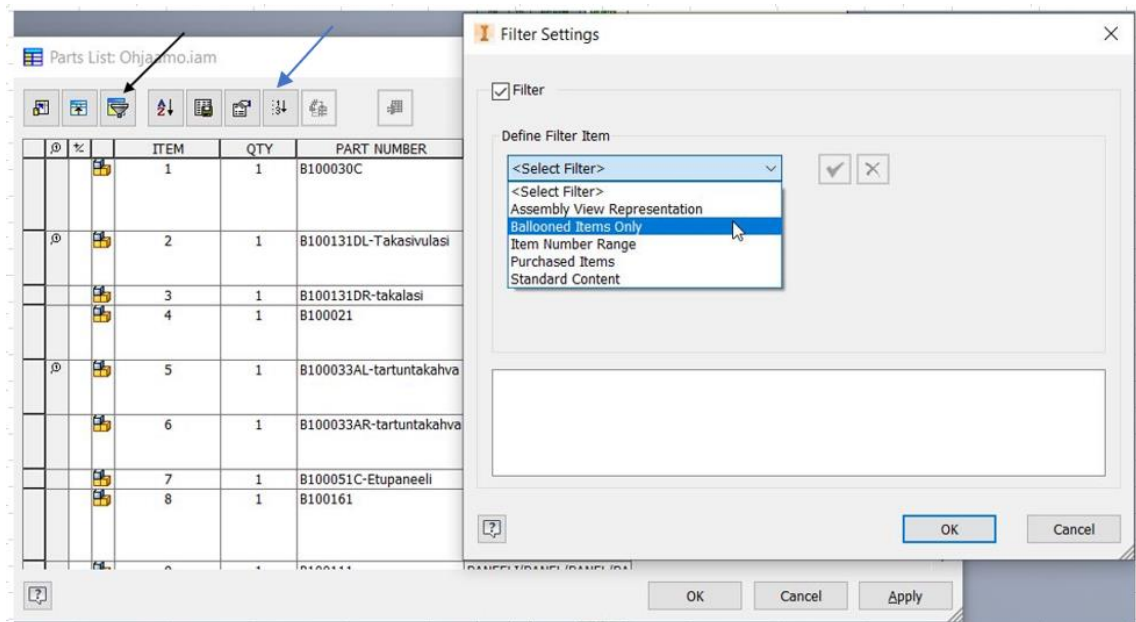 Parts List: Ohjaamo.iam
ITEM QTY PART NUMBER
1 1 B100030C
2 1 B100131DL-Takasivulasi
3 1 B100131DR-takalasi
4 1 B100021
5 1 B100033AL-tartuntakahva
6 1 B100033AR-tartuntakahva
7 1 B100051C-Etupaneeli
8 1 B100161
OK Cancel Apply
Filter Settings
Filter
Define Filter Item
<Select Filter>
<Select Filter>
Assembly View Representation
Ballooned Items Only
Item Number Range
Purchased Items
Standard Content
OK Cancel